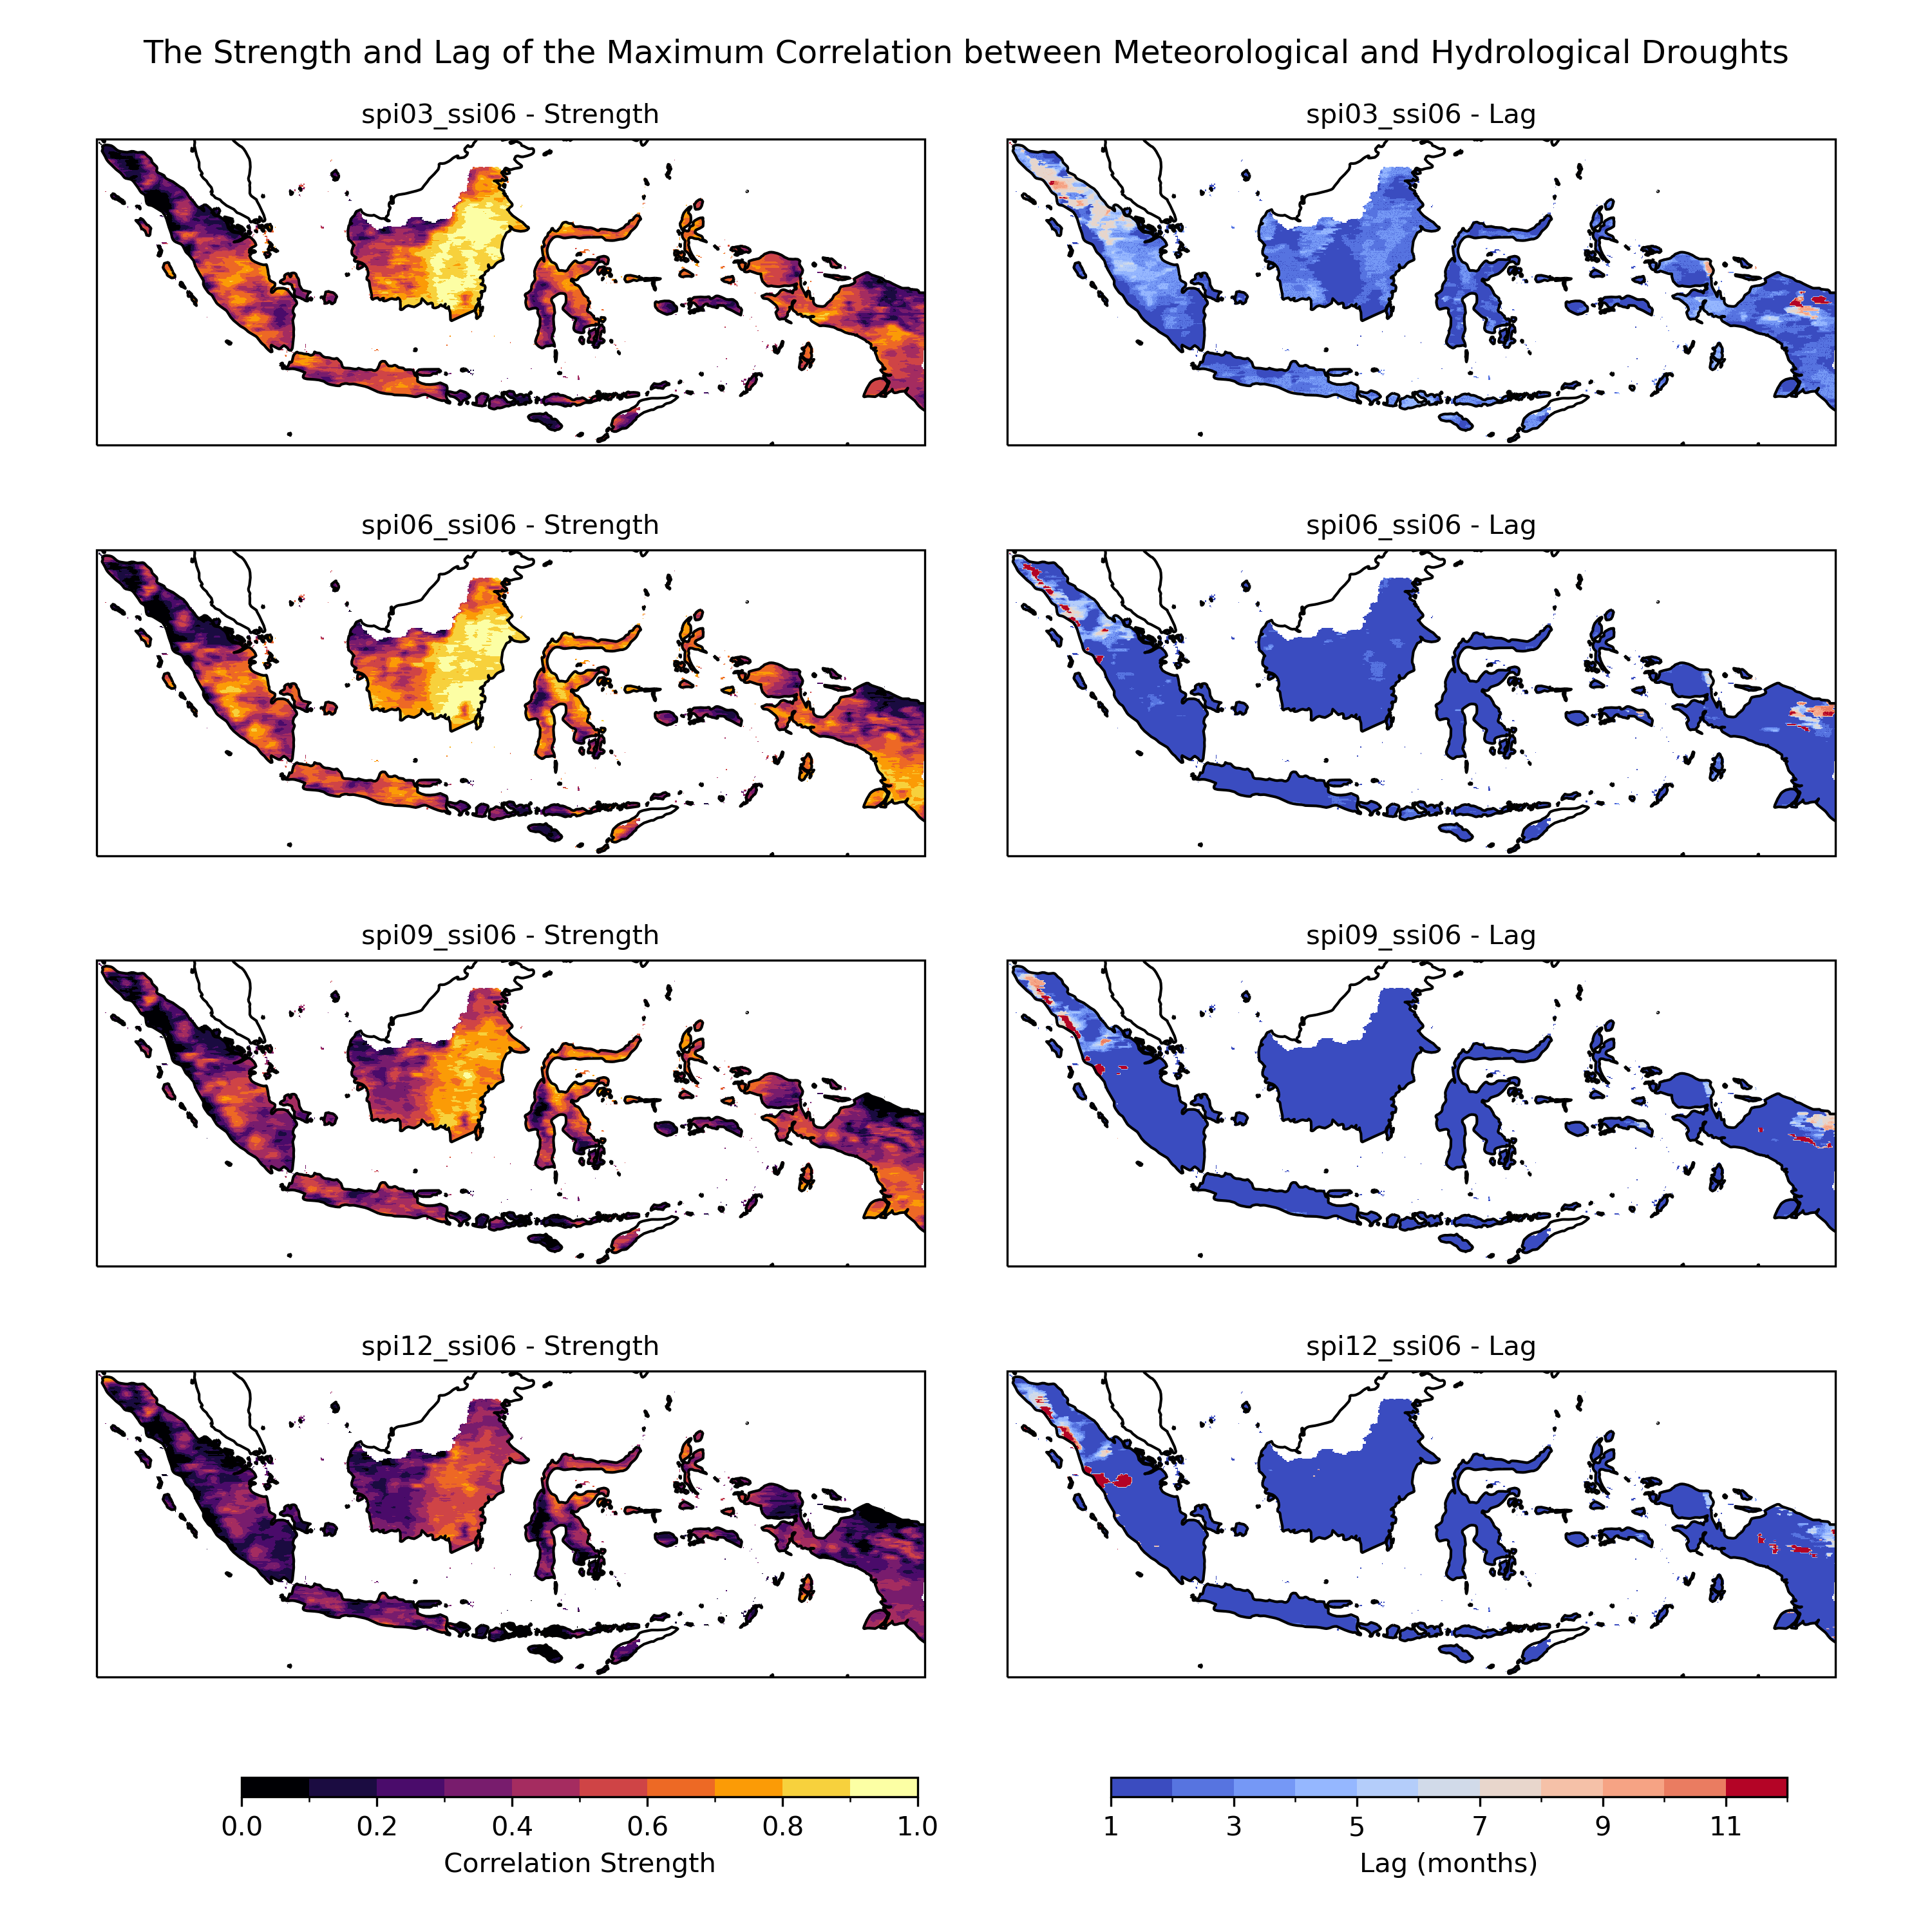 The Strength and Lag of the Maximum Correlation between Meteorological and Hydrological Droughts
spi03_ssi06 - Strength
spi03_ssi06 - Lag
spi06_ssi06 - Strength
spi06_ssi06 - Lag
spi09_ssi06 - Strength
spi09_ssi06 - Lag
spi12_ssi06 - Strength
spi12_ssi06 - Lag
0.0 0.2 0.4 0.6 0.8 1.0
Correlation Strength
1 3 5 7 9 11
Lag (months)